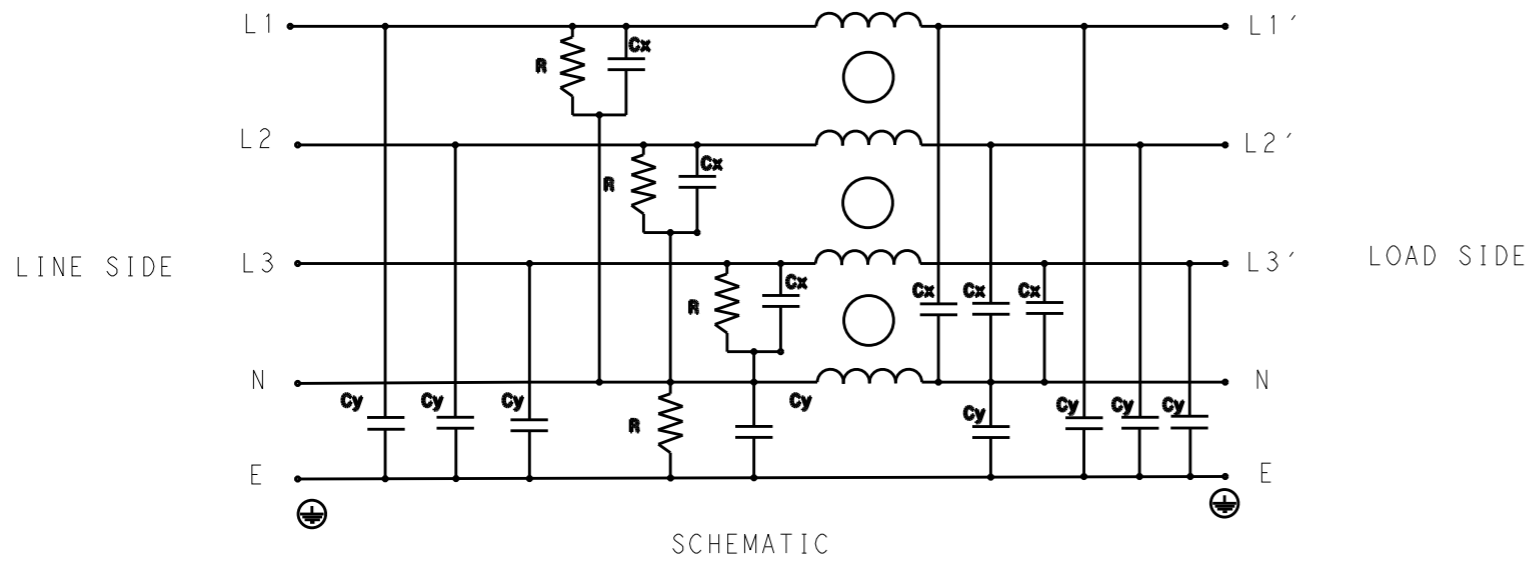 L1
L1′
R
Cx
L2
L2′
R
Cx
LINE SIDE
L3
L3′
LOAD SIDE
R
Cx
Cx
Cx
Cx
N
N
Cy
Cy
Cy
R
Cy
Cy
Cy
Cy
Cy
E
E
SCHEMATIC